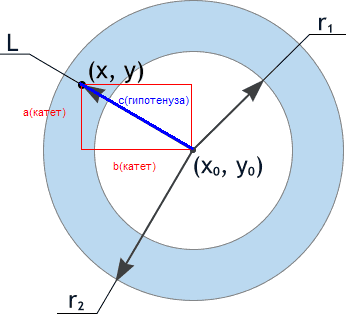 r₁
L
(x, y)
c(гипотенуза)
a(катет)
b(катет)
(x₀, y₀)
r₂